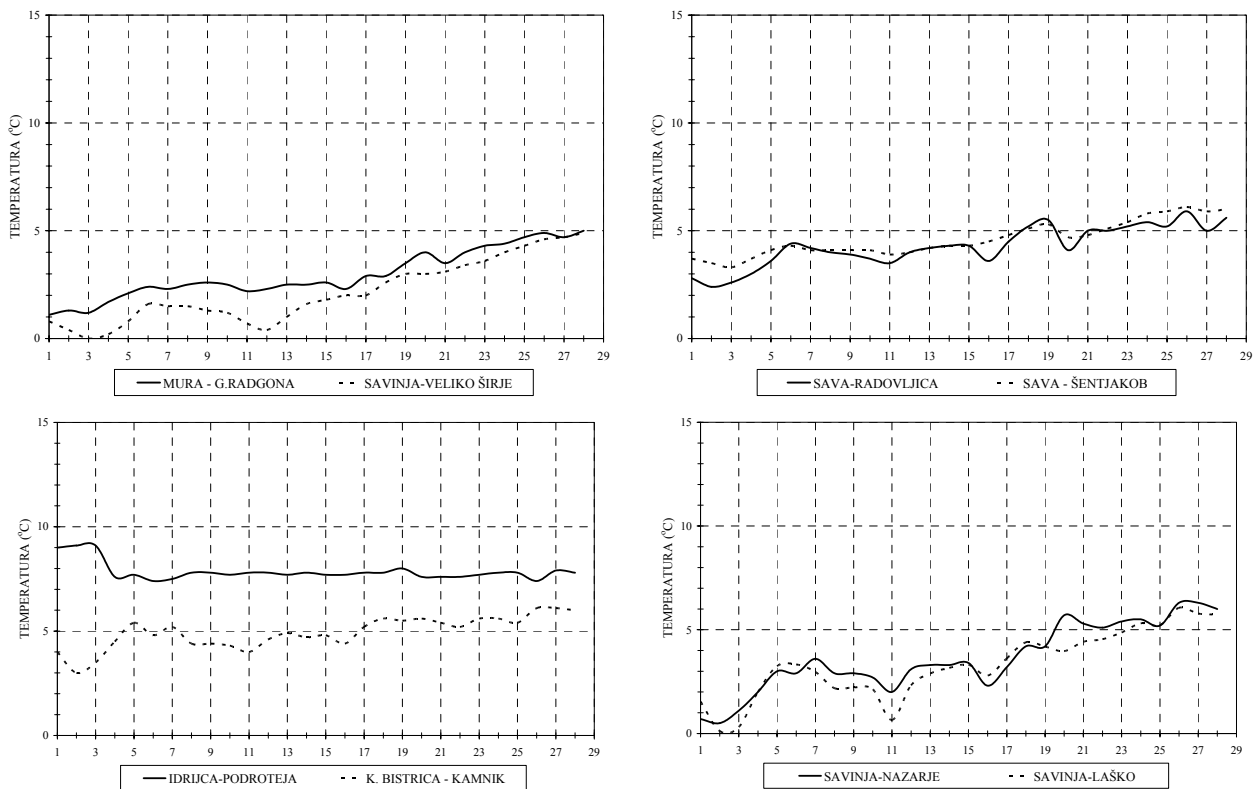 TEMPERATURA (°C)
15
10
5
0
1 3 5 7 9 11 13 15 17 19 21 23 25 27 29
MURA - G.RADGONA SAVINJA-VELIKO ŠIRJE
TEMPERATURA (°C)
15
10
5
0
1 3 5 7 9 11 13 15 17 19 21 23 25 27 29
SAVA-RADOVLJICA SAVA - ŠENTJAKOB
TEMPERATURA (°C)
15
10
5
0
1 3 5 7 9 11 13 15 17 19 21 23 25 27 29
IDRIJCA-PODROTEJA K. BISTRICA - KAMNIK
TEMPERATURA (°C)
15
10
5
0
1 3 5 7 9 11 13 15 17 19 21 23 25 27 29
SAVINJA-NAZARJE SAVINJA-LAŠKO